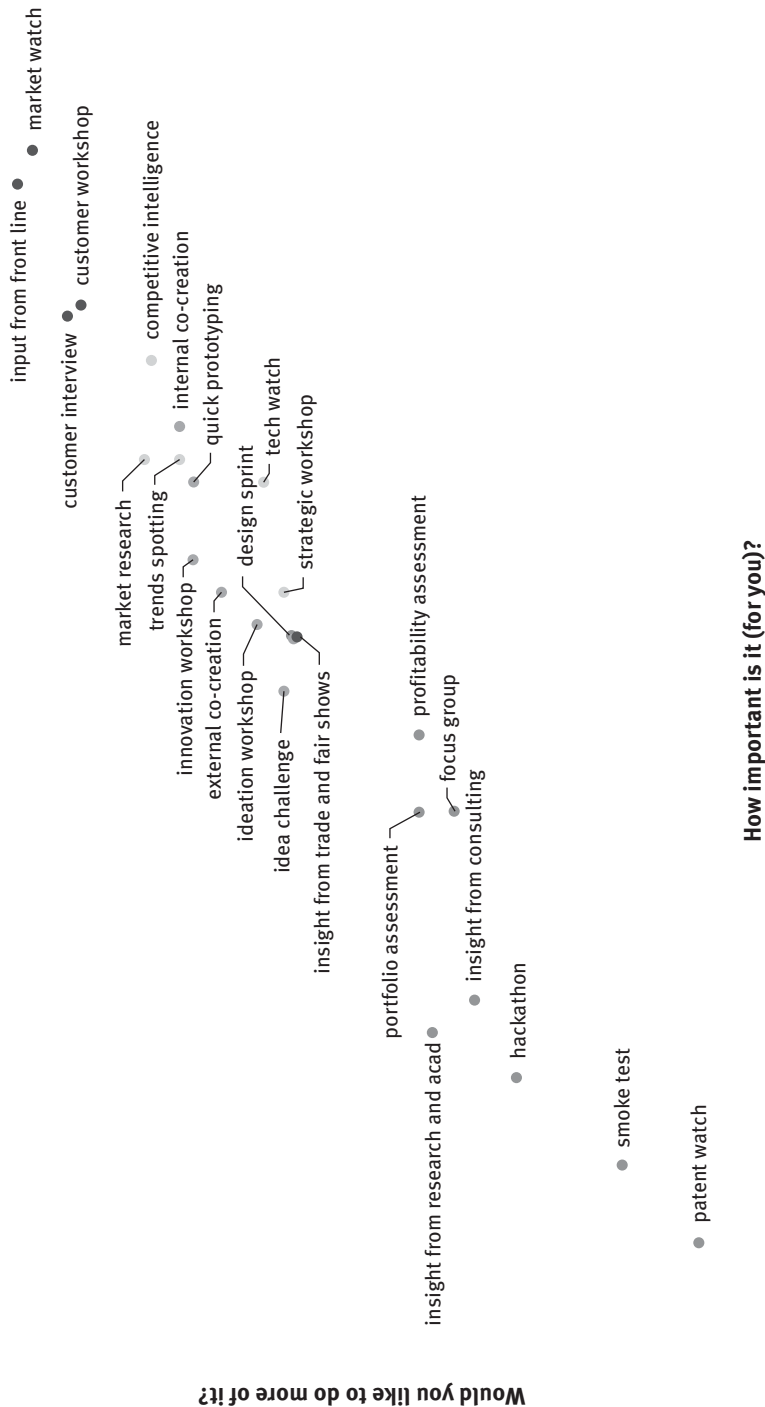 input from front line
market watch
customer interview
customer workshop
market research
competitive intelligence
trends spotting
internal co-creation
innovation workshop
quick prototyping
external co-creation
design sprint
tech watch
ideation workshop
strategic workshop
idea challenge
insight from trade and fair shows
portfolio assessment
profitability assessment
insight from research and acad
focus group
insight from consulting
hackathon
smoke test
patent watch
How important is it (for you)?
Would you like to do more of it?